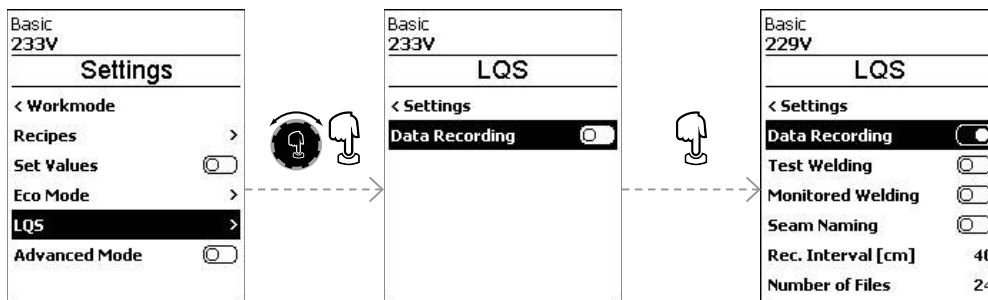 Basic
233V
Settings
< Workmode
Recipes >
Set Values
Eco Mode >
LQS >
Advanced Mode
Basic
233V
LQS
< Settings
Data Recording
Basic
229V
LQS
< Settings
Data Recording
Test Welding
Monitored Welding
Seam Naming
Rec. Interval [cm]
Number of Files